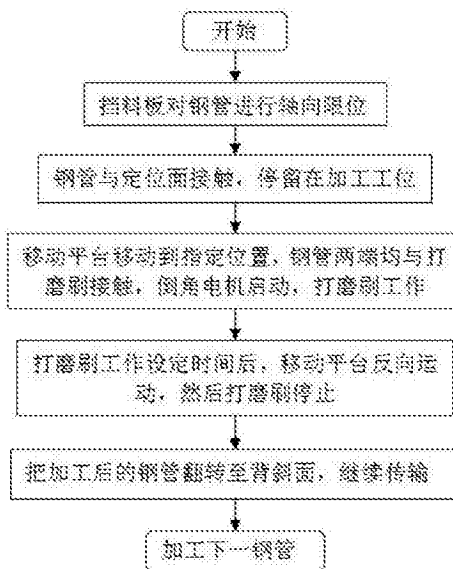 开始
挡料板对钢管进行轴向限位
钢管与定位面接触，停留在加工工位
移动平台移动到指定位置，钢管两端均与打
磨刷接触，倒角电机启动，打磨刷工作
打磨刷工作设定时间后，移动平台反向运
动，然后打磨刷停止
把加工后的钢管翻转至背斜面，继续传输
加工下一钢管